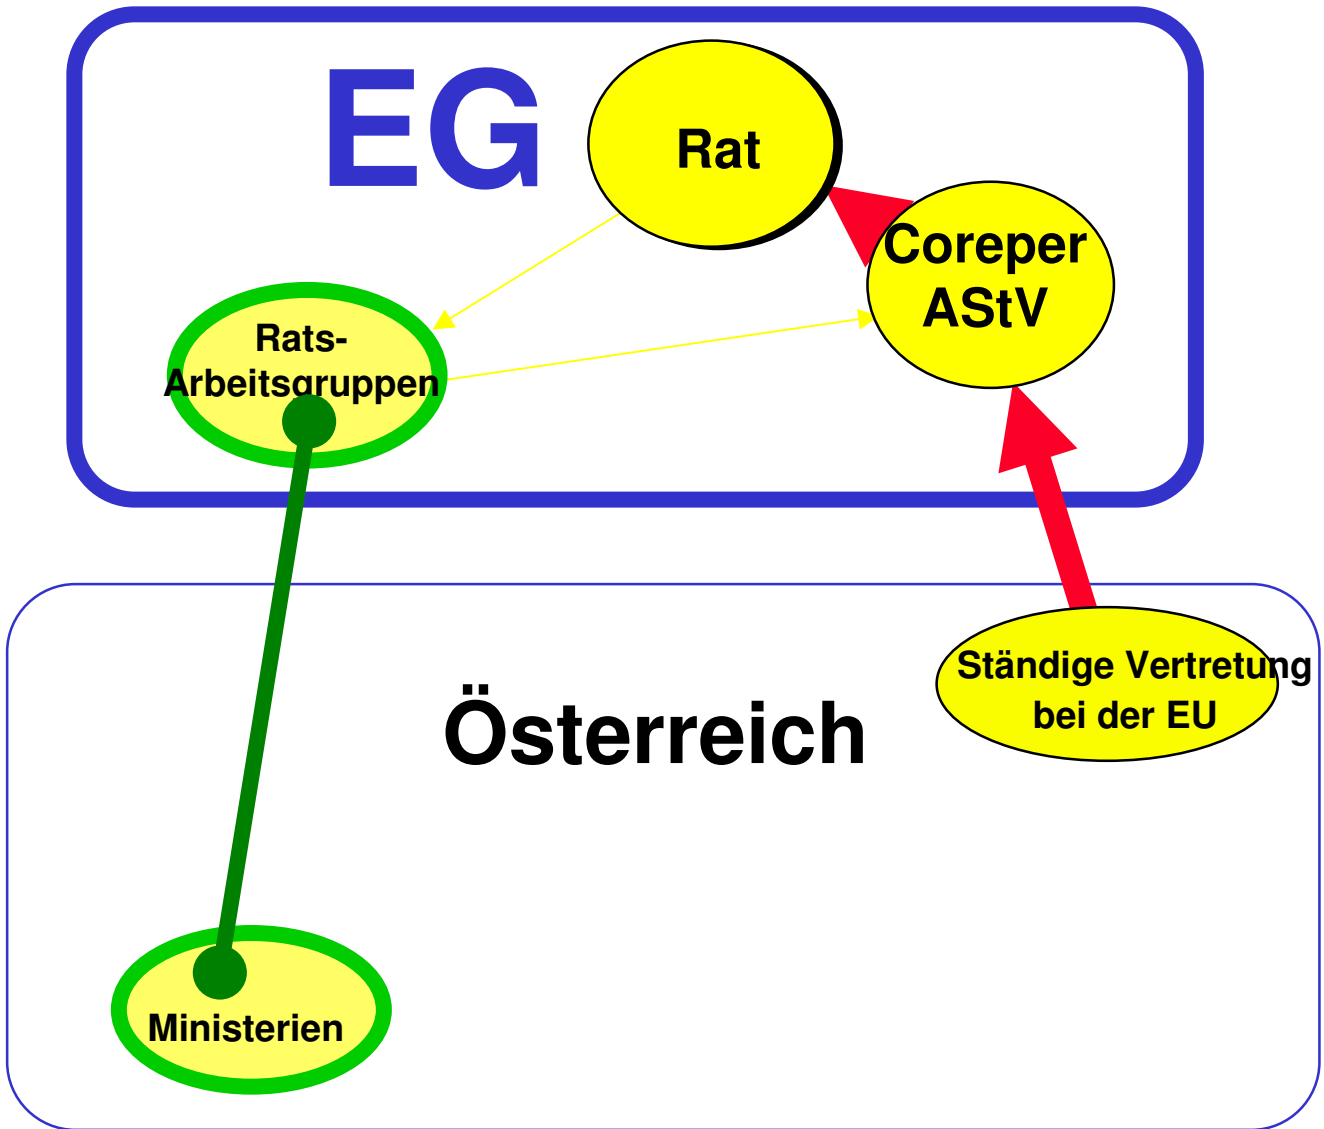 EG
Rat
Coreper
AStV
Rats-
Arbeitsgruppen
Ständige Vertretung
bei der EU
Österreich
Ministerien